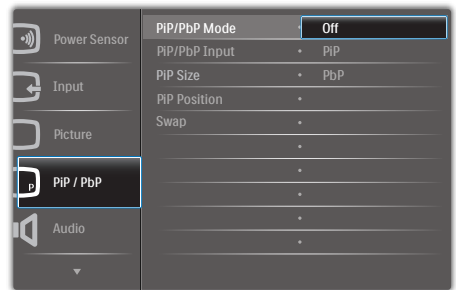 Power Sensor
Input
Picture
P
PiP / PbP
Audio
PiP/PbP Mode • Off
PiP/PbP Input • PiP
PiP Size • PbP
PiP Position •
Swap •
•
•
•
•
•